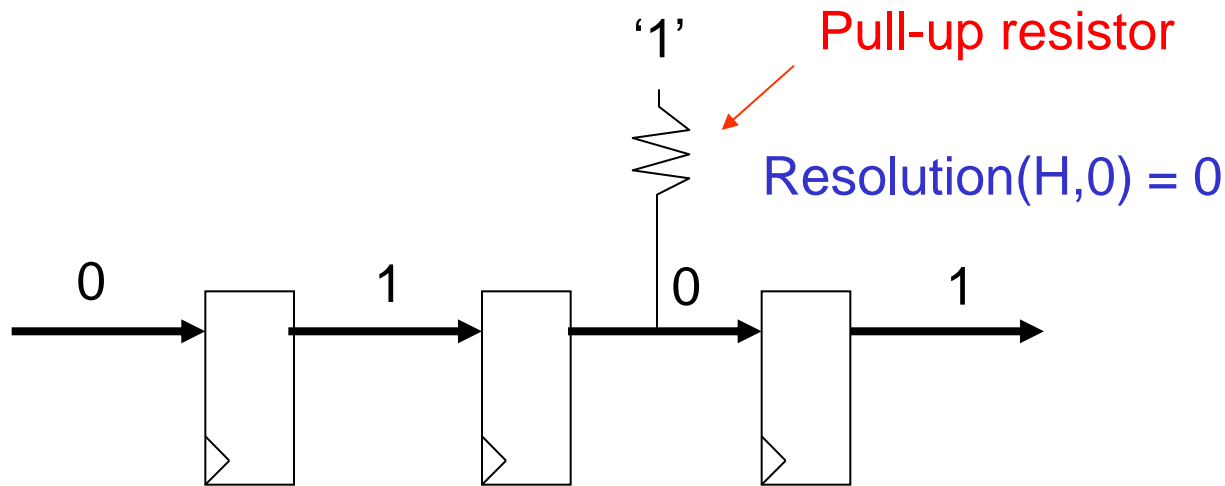 ‘1’
Pull-up resistor
Resolution(H,0) = 0
0
1
0
1